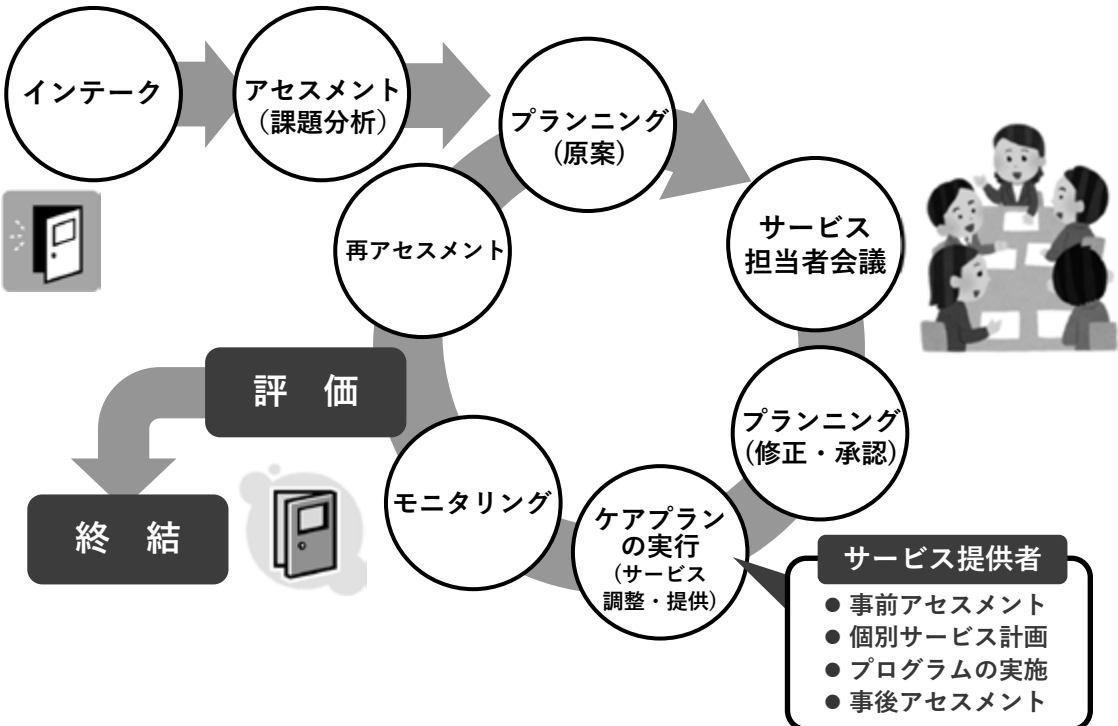 インテーク
アセスメント
（課題分析）
プランニング
(原案)
サービス
担当者会議
プランニング
(修正・承認)
ケアプラン
の実行
(サービス
調整・提供)
モニタリング
再アセスメント
評　価
終　結
サービス提供者
● 事前アセスメント
● 個別サービス計画
● プログラムの実施
● 事後アセスメント